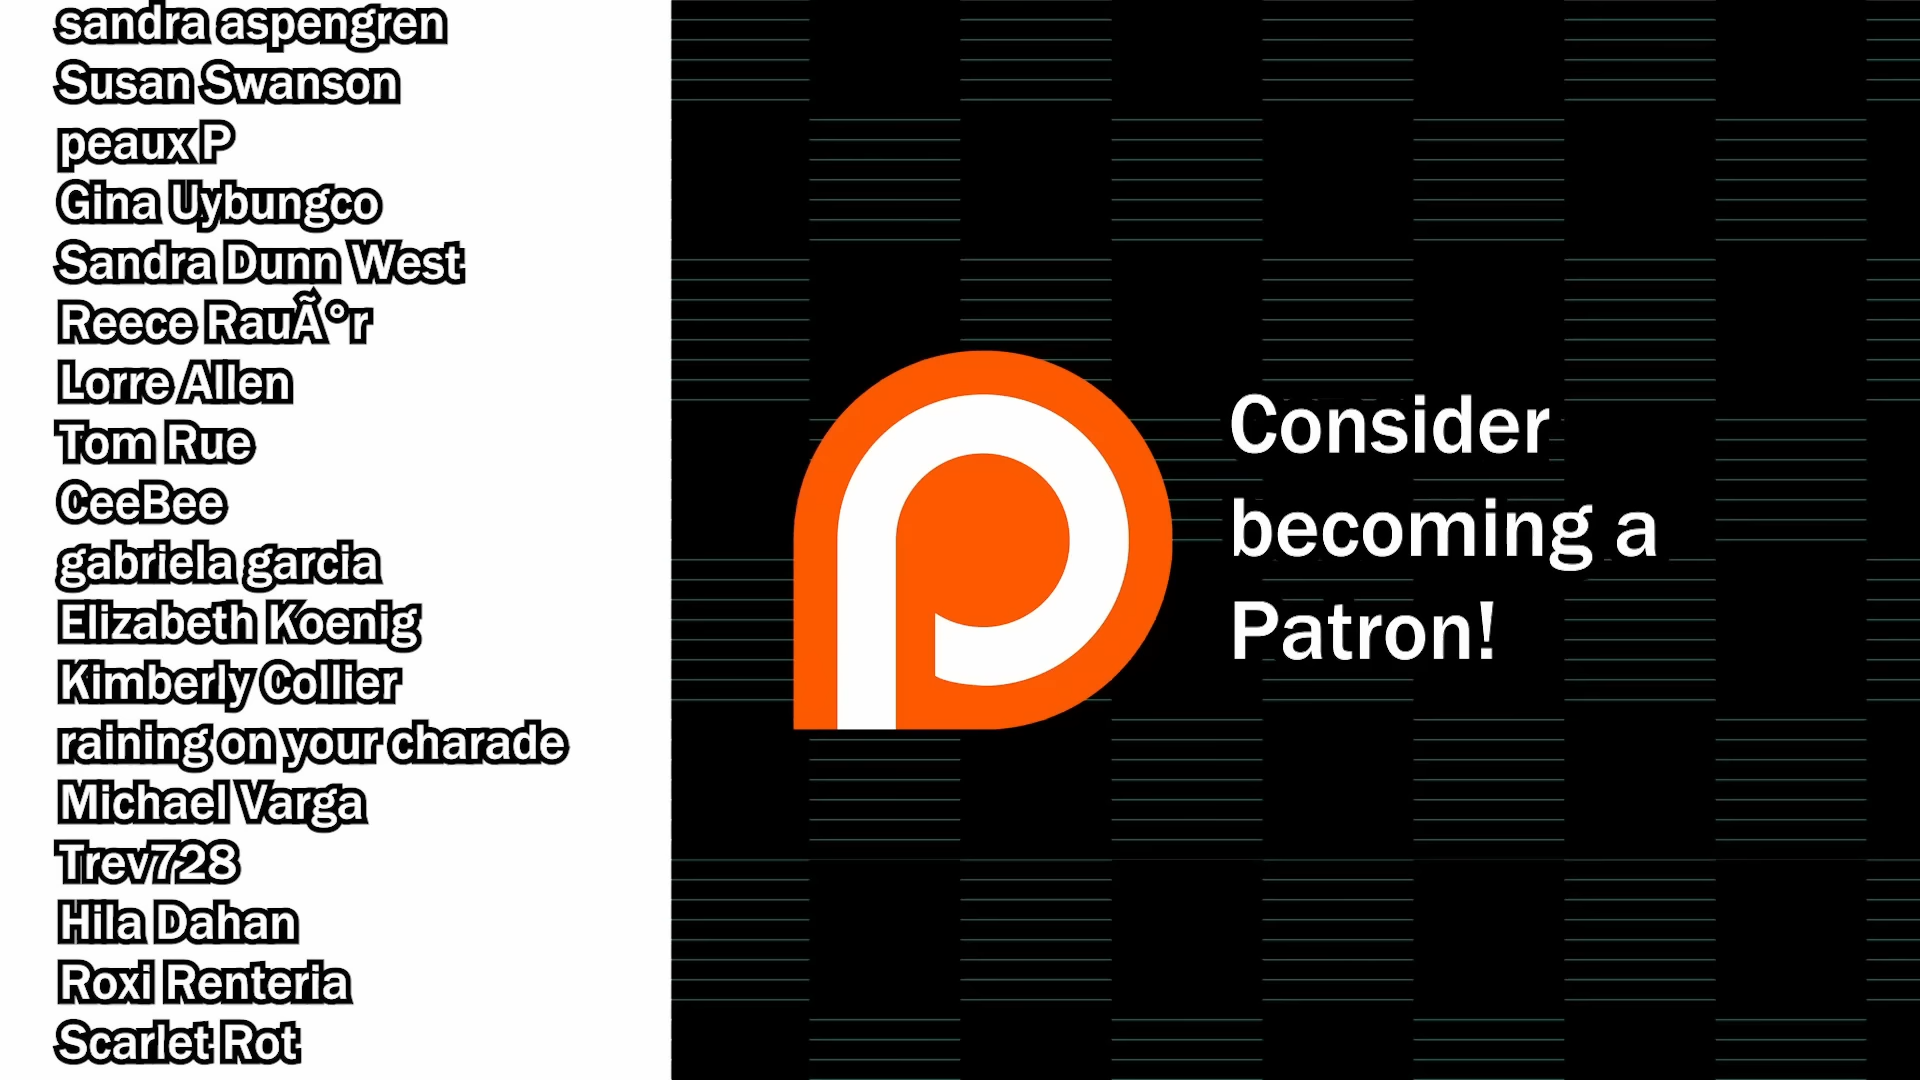 sandra aspengren
Susan Swanson
peaux P
Gina Uybungco
Sandra Dunn West
Reece RauÃ°r
Lorre Allen
Tom Rue
CeeBee
gabriela garcia
Elizabeth Koenig
Kimberly Collier
raining on your charade
Michael Varga
Trev728
Hila Dahan
Roxi Renteria
Scarlet Rot
Consider
becoming a
Patron!